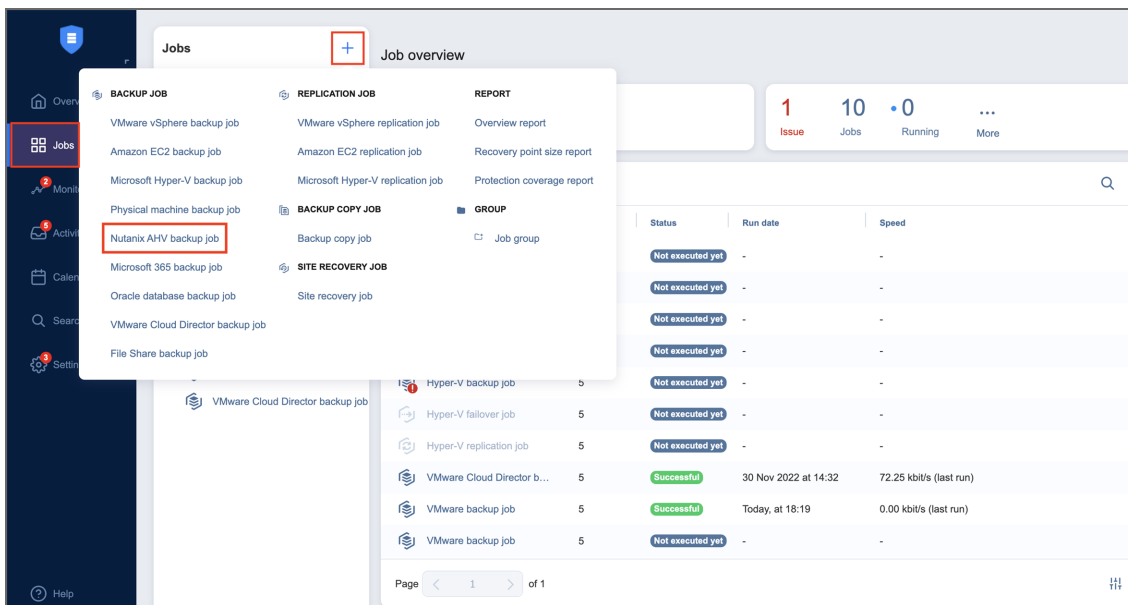 Jobs
+
Job overview
Overv
Jobs
2
Monit
5
Activi
Calen
Searc
3
Settin
Help
BACKUP JOB
VMware vSphere backup job
Amazon EC2 backup job
Microsoft Hyper-V backup job
Physical machine backup job
Nutanix AHV backup job
Microsoft 365 backup job
Oracle database backup job
VMware Cloud Director backup job
File Share backup job
REPLICATION JOB
VMware vSphere replication job
Amazon EC2 replication job
Microsoft Hyper-V replication job
BACKUP COPY JOB
Backup copy job
SITE RECOVERY JOB
Site recovery job
REPORT
Overview report
Recovery point size report
Protection coverage report
GROUP
Job group
VMware Cloud Director backup job
1 10 0 ...
Issue Jobs Running More
Status Run date Speed
Not executed yet - -
Not executed yet - -
Not executed yet - -
Not executed yet - -
Hyper-V backup job 5 Not executed yet - -
Hyper-V failover job 5 Not executed yet - -
Hyper-V replication job 5 Not executed yet - -
VMware Cloud Director b... 5 Successful 30 Nov 2022 at 14:32 72.25 kbit/s (last run)
VMware backup job 5 Successful Today, at 18:19 0.00 kbit/s (last run)
VMware backup job 5 Not executed yet - -
Page < 1 > of 1